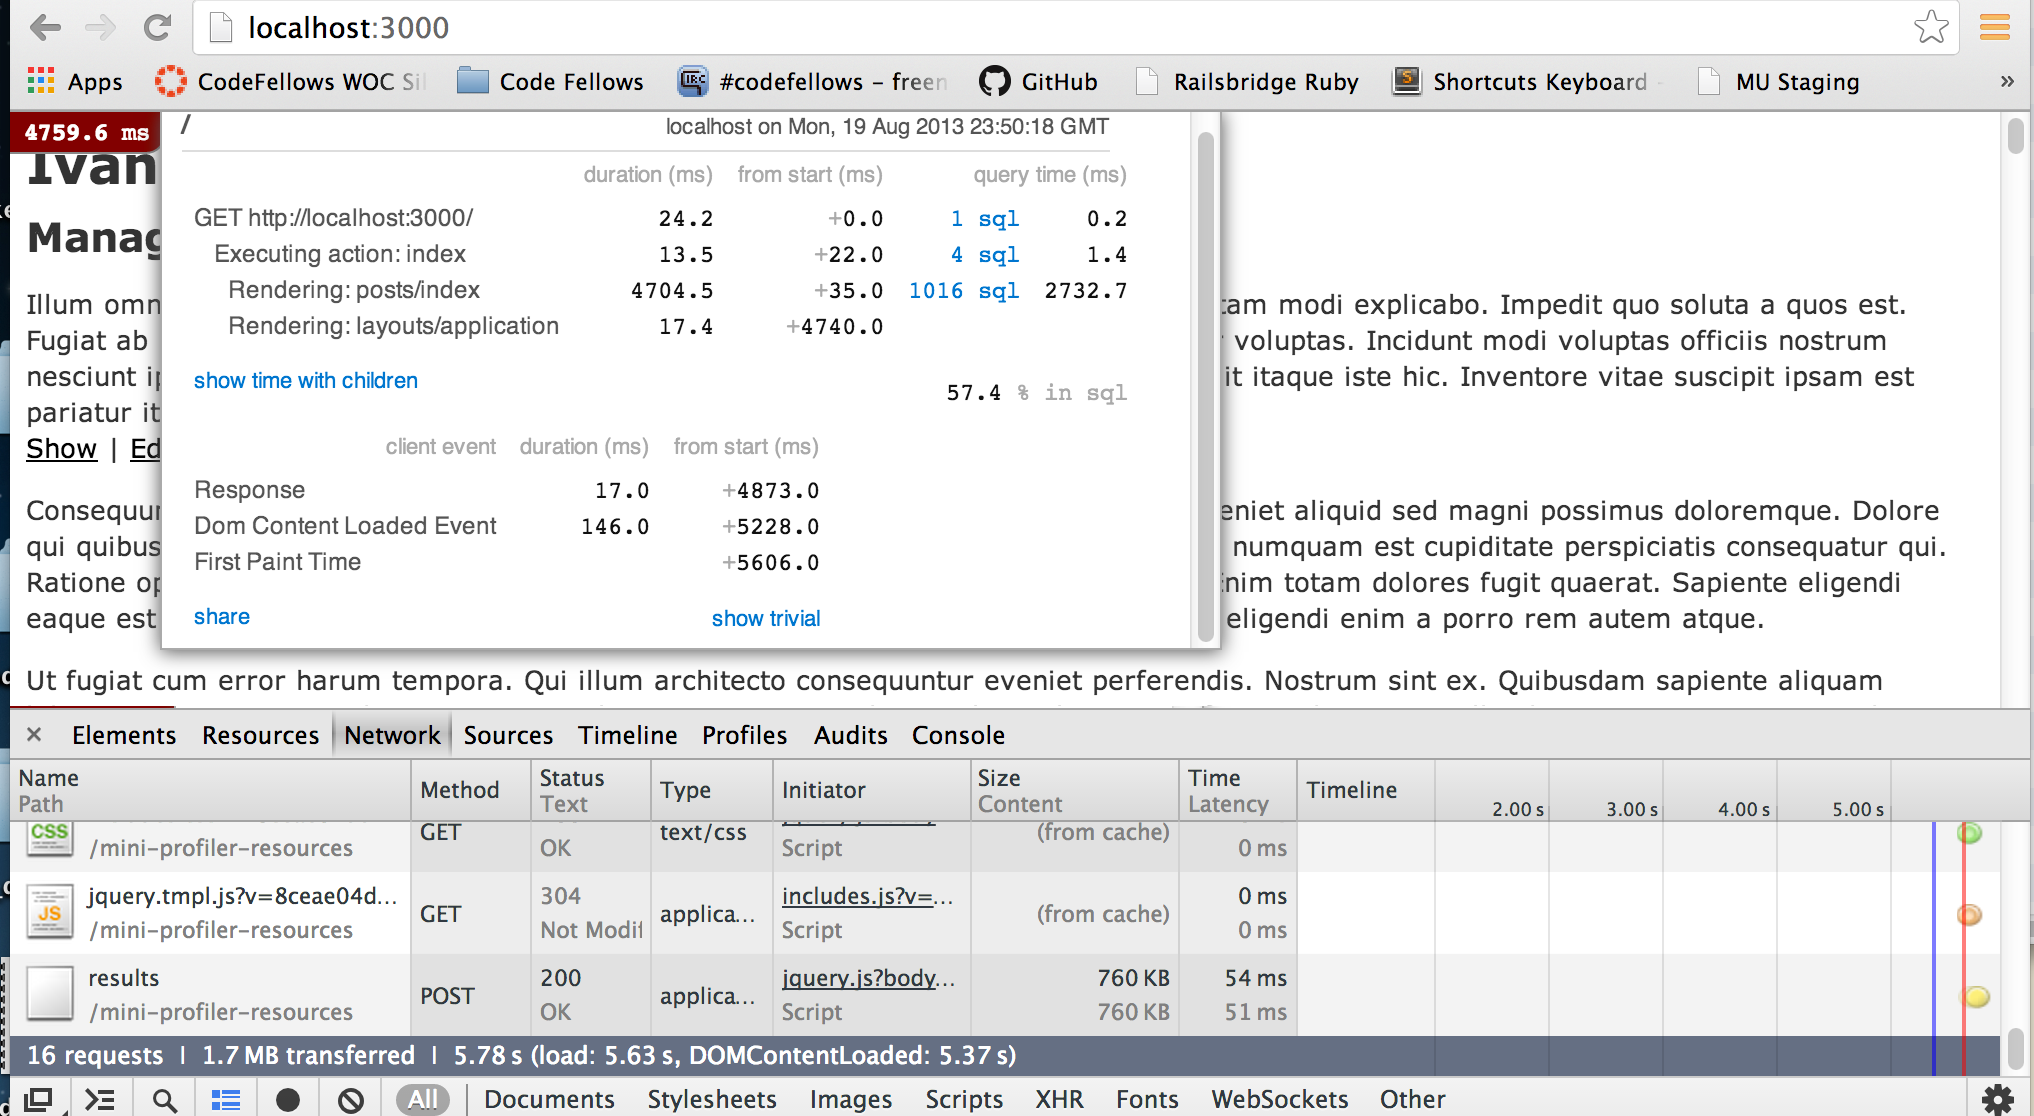 localhost:3000
Apps CodeFellows WOC Sil Code Fellows #codefellows – freen GitHub Railsbridge Ruby Shortcuts Keyboard MU Staging »
4759.6 ms / localhost on Mon, 19 Aug 2013 23:50:18 GMT
Ivan
duration (ms) from start (ms) query time (ms)
GET http://localhost:3000/ 24.2 +0.0 1 sql 0.2
Manag
Executing action: index 13.5 +22.0 4 sql 1.4
Rendering: posts/index 4704.5 +35.0 1016 sql 2732.7
Illum omn tam modi explicabo. Impedit quo soluta a quos est.
Rendering: layouts/application 17.4 +4740.0
Fugiat ab voluptas. Incidunt modi voluptas officiis nostrum
nesciunt it itaque iste hic. Inventore vitae suscipit ipsam est
show time with children 57.4 % in sql
pariatur it
Show | Ed
client event duration (ms) from start (ms)
Response 17.0 +4873.0
Consequu eniet aliquid sed magni possimus doloremque. Dolore
Dom Content Loaded Event 146.0 +5228.0
qui quibus numquam est cupiditate perspiciatis consequatur qui.
First Paint Time +5606.0
Ratione op nim totam dolores fugit quaerat. Sapiente eligendi
share show trivial
eaque est eligendi enim a porro rem autem atque.
Ut fugiat cum error harum tempora. Qui illum architecto consequuntur eveniet perferendis. Nostrum sint ex. Quibusdam sapiente aliquam
× Elements Resources Network Sources Timeline Profiles Audits Console
Name Path Method Status Text Type Initiator Size Content Time Latency Timeline 2.00 s 3.00 s 4.00 s 5.00 s
CSS GET text/css (from cache)
/mini-profiler-resources OK Script 0 ms
jquery.tmpl.js?v=8ceae04d... 304 includes.js?v=... 0 ms
JS GET applica... (from cache)
/mini-profiler-resources Not Modif Script 0 ms
results 200 jquery.js?body... 760 KB 54 ms
POST applica...
/mini-profiler-resources OK Script 760 KB 51 ms
16 requests | 1.7 MB transferred | 5.78 s (load: 5.63 s, DOMContentLoaded: 5.37 s)
All Documents Stylesheets Images Scripts XHR Fonts WebSockets Other